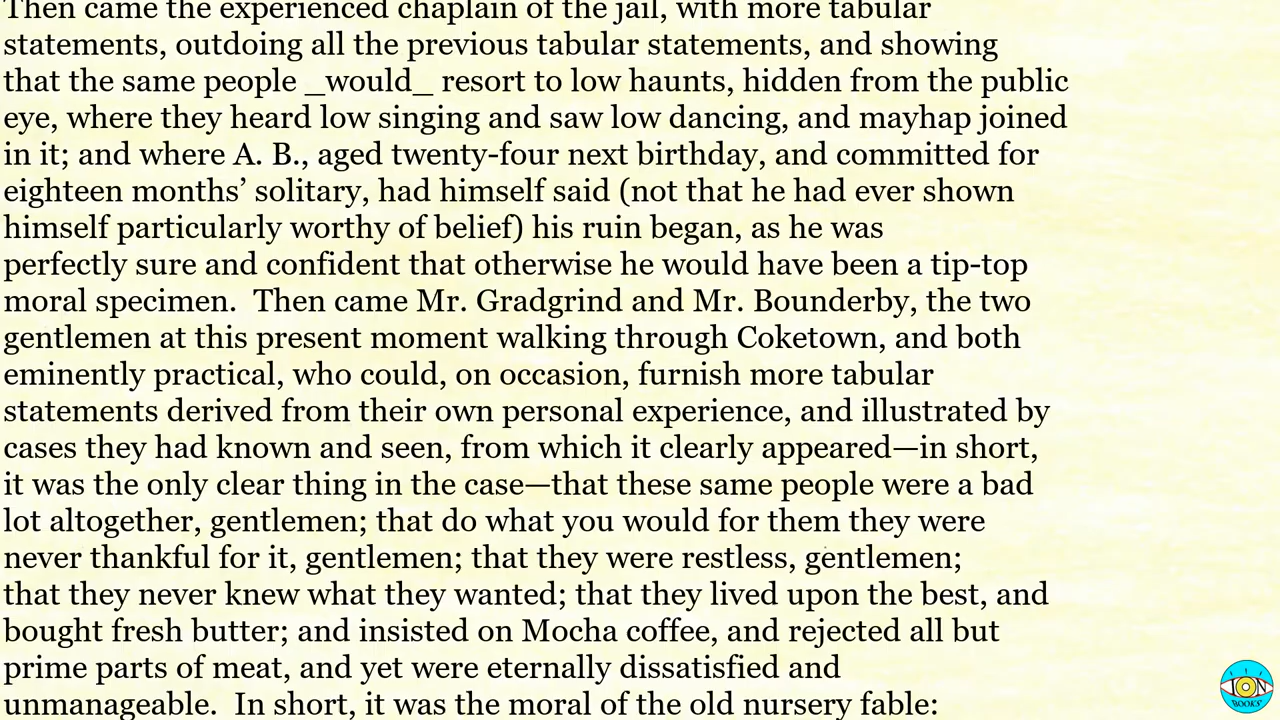 Then came the experienced chaplain of the jail, with more tabular
statements, outdoing all the previous tabular statements, and showing
that the same people _would_ resort to low haunts, hidden from the public
eye, where they heard low singing and saw low dancing, and mayhap joined
in it; and where A. B., aged twenty-four next birthday, and committed for
eighteen months’ solitary, had himself said (not that he had ever shown
himself particularly worthy of belief) his ruin began, as he was
perfectly sure and confident that otherwise he would have been a tip-top
moral specimen.  Then came Mr. Gradgrind and Mr. Bounderby, the two
gentlemen at this present moment walking through Coketown, and both
eminently practical, who could, on occasion, furnish more tabular
statements derived from their own personal experience, and illustrated by
cases they had known and seen, from which it clearly appeared—in short,
it was the only clear thing in the case—that these same people were a bad
lot altogether, gentlemen; that do what you would for them they were
never thankful for it, gentlemen; that they were restless, gentlemen;
that they never knew what they wanted; that they lived upon the best, and
bought fresh butter; and insisted on Mocha coffee, and rejected all but
prime parts of meat, and yet were eternally dissatisfied and
unmanageable.  In short, it was the moral of the old nursery fable:
ION
BOOKS